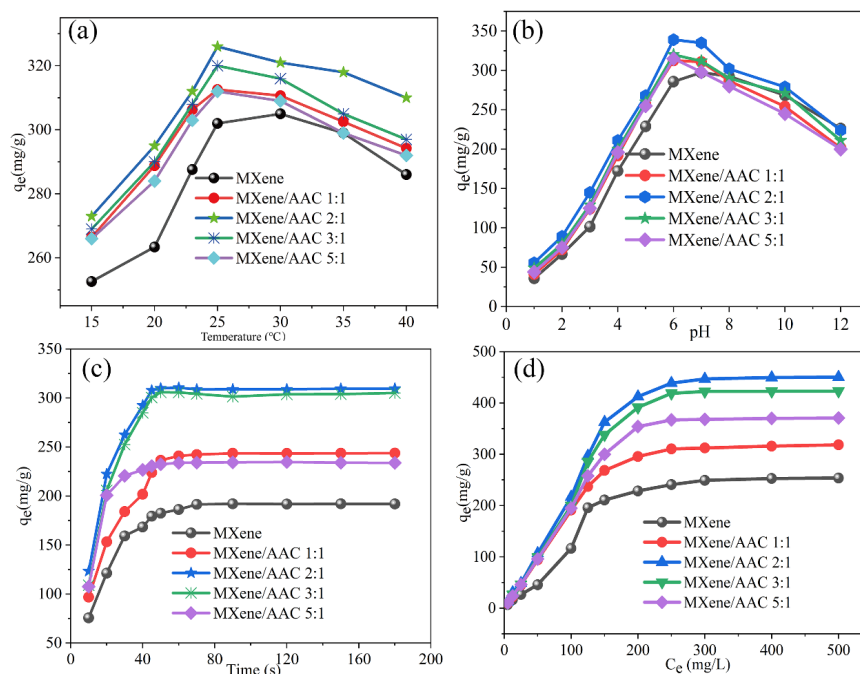 (a)
q_e(mg/g)
320
300
280
260
MXene
MXene/AAC 1:1
MXene/AAC 2:1
MXene/AAC 3:1
MXene/AAC 5:1
15 20 25 30 35 40
Temperature (℃)
(b)
q_e(mg/g)
350
300
250
200
150
100
50
0
MXene
MXene/AAC 1:1
MXene/AAC 2:1
MXene/AAC 3:1
MXene/AAC 5:1
0 2 4 6 8 10 12
pH
(c)
q_e(mg/g)
350
300
250
200
150
100
50
MXene
MXene/AAC 1:1
MXene/AAC 2:1
MXene/AAC 3:1
MXene/AAC 5:1
0 40 80 120 160 200
Time (s)
(d)
q_e(mg/g)
500
400
300
200
100
0
MXene
MXene/AAC 1:1
MXene/AAC 2:1
MXene/AAC 3:1
MXene/AAC 5:1
0 100 200 300 400 500
C_e (mg/L)